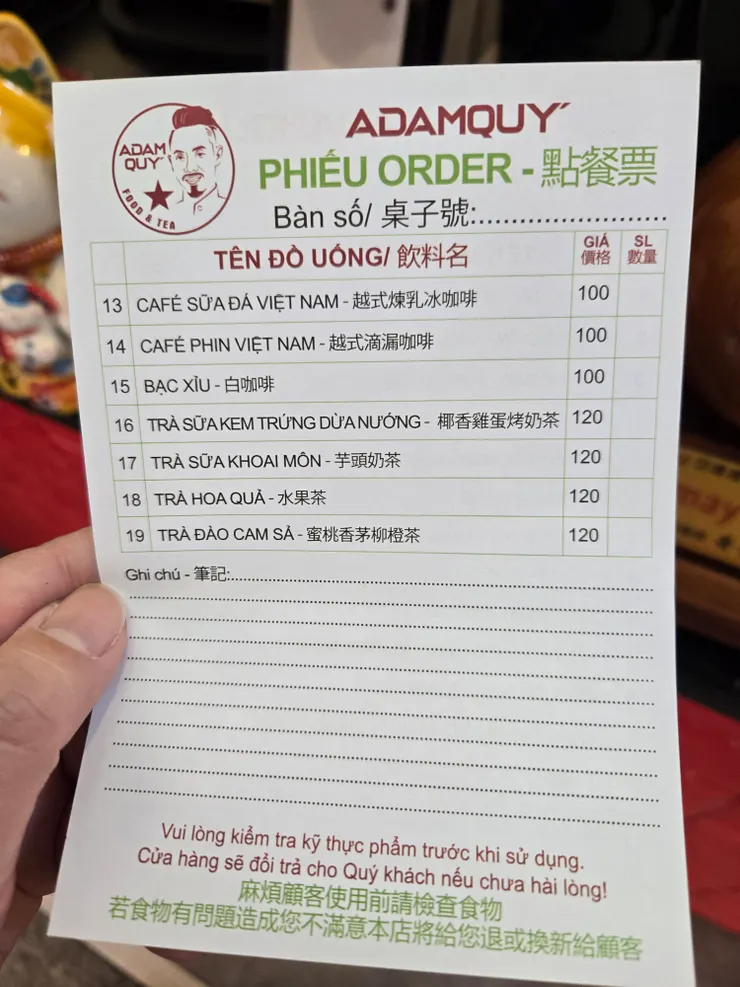 ADAM QUÝ
FOOD & TEA
ADAMQUÝ
PHIẾU ORDER - 點餐票
Bàn số/ 桌子號:
TÊN ĐỒ UỐNG/ 飲料名 GIÁ 價格 SL 數量
13 CAFÉ SỮA ĐÁ VIỆT NAM - 越式煉乳冰咖啡 100
14 CAFÉ PHIN VIỆT NAM - 越式滴漏咖啡 100
15 BẠC XỈU - 白咖啡 100
16 TRÀ SỮA KEM TRỨNG DỪA NƯỚNG - 椰香雞蛋烤奶茶 120
17 TRÀ SỮA KHOAI MÔN - 芋頭奶茶 120
18 TRÀ HOA QUẢ - 水果茶 120
19 TRÀ ĐÀO CAM SẢ - 蜜桃香茅柳橙茶 120
Ghi chú - 筆記:
Vui lòng kiểm tra kỹ thực phẩm trước khi sử dụng.
Cửa hàng sẽ đổi trả cho Quý khách nếu chưa hài lòng!
麻煩顧客使用前請檢查食物
若食物有問題造成您不滿意本店將給您退或換新給顧客